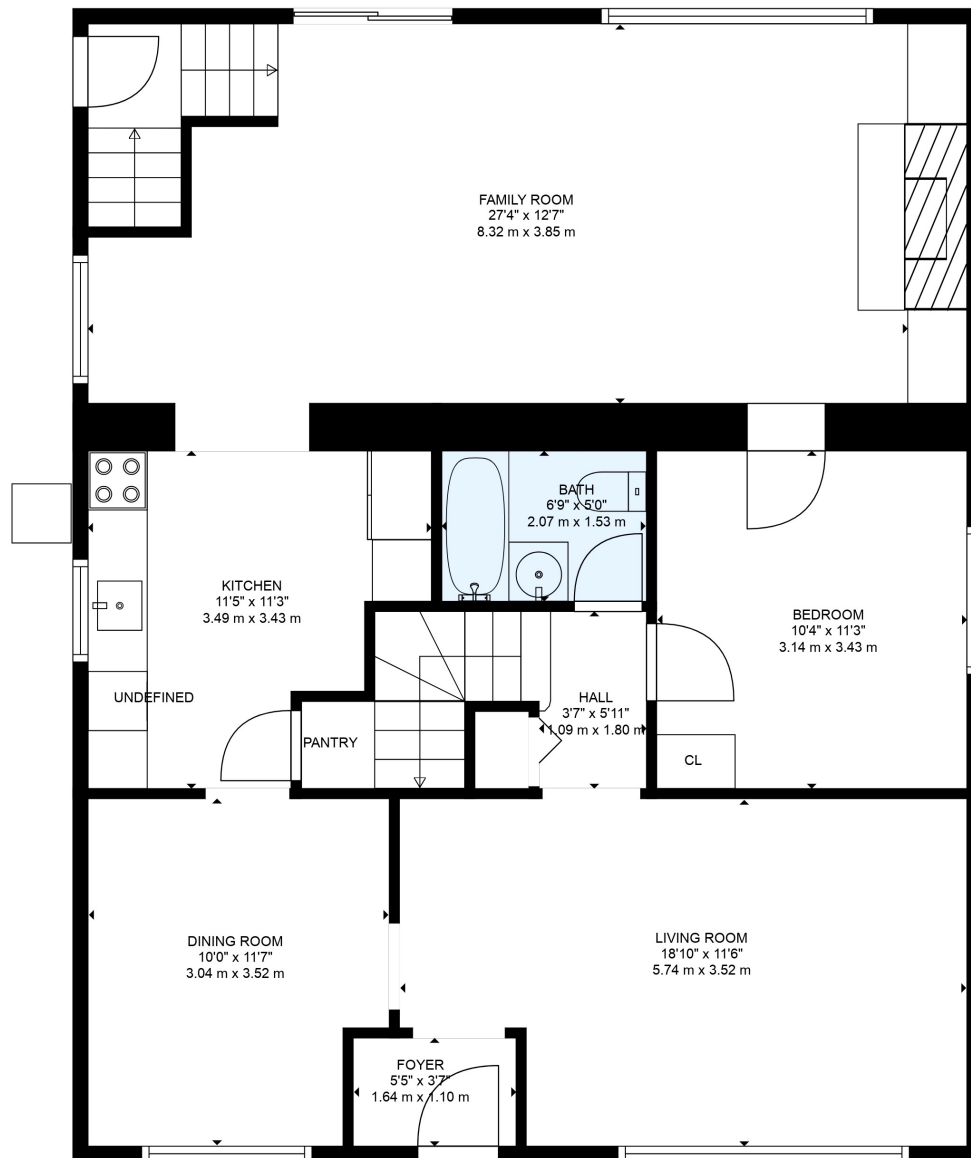 FAMILY ROOM
27'4" x 12'7"
8.32 m x 3.85 m
BATH
6'9" x 5'0"
2.07 m x 1.53 m
KITCHEN
11'5" x 11'3"
3.49 m x 3.43 m
BEDROOM
10'4" x 11'3"
3.14 m x 3.43 m
UNDEFINED
HALL
3'7" x 5'11"
1.09 m x 1.80 m
PANTRY
CL
DINING ROOM
10'0" x 11'7"
3.04 m x 3.52 m
LIVING ROOM
18'10" x 11'6"
5.74 m x 3.52 m
FOYER
5'5" x 3'7"
1.64 m x 1.10 m